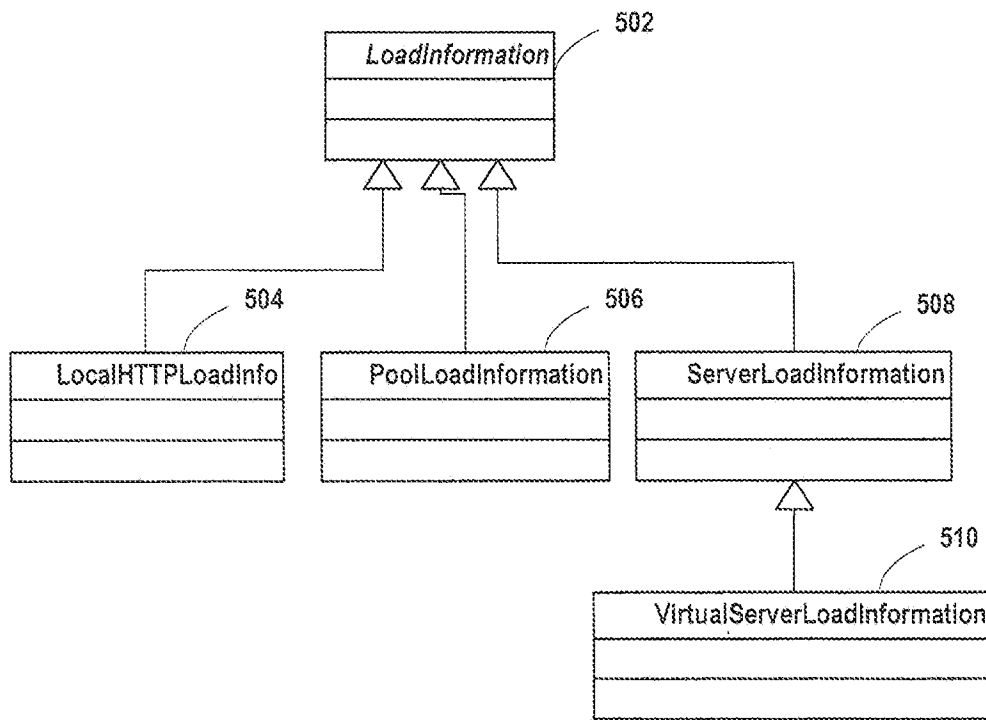 502
LoadInformation
504
506
508
LocalHTTPLoadInfo
PoolLoadInformation
ServerLoadInformation
510
VirtualServerLoadInformation